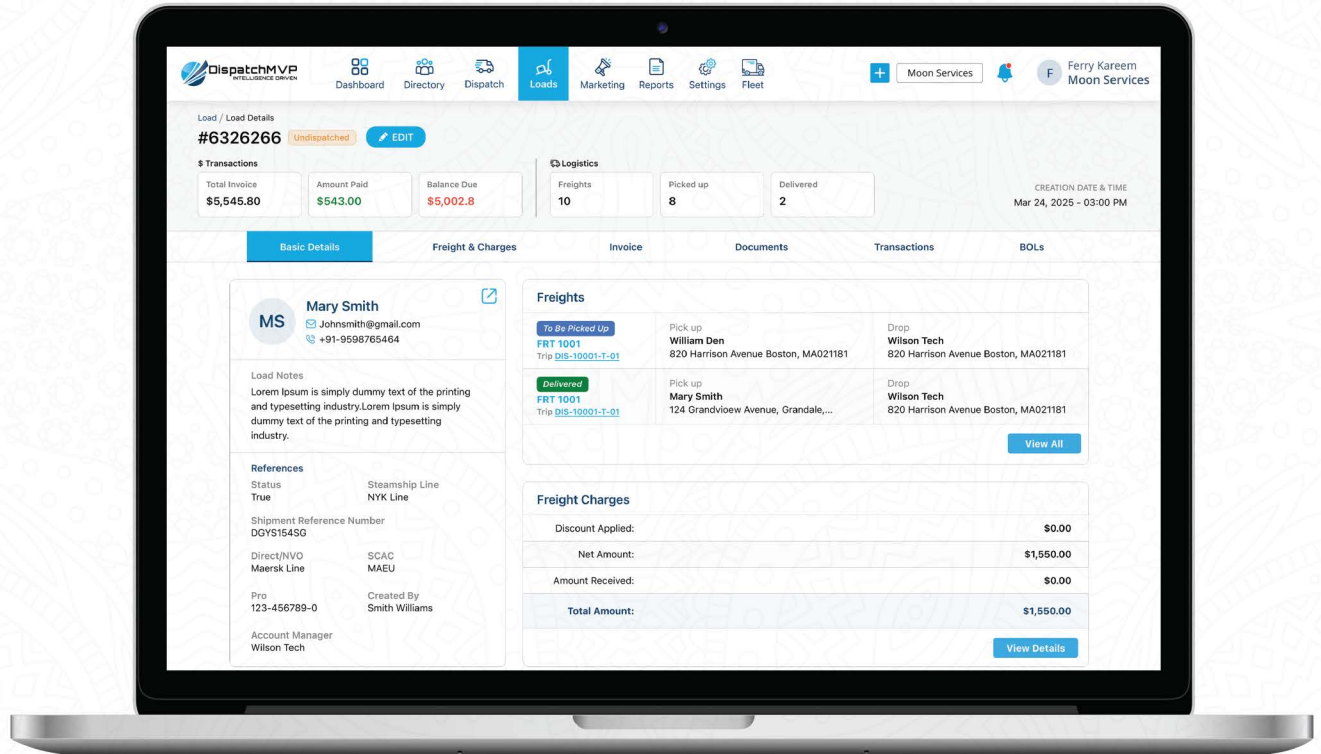 DispatchMVP
INTELLIGENCE DRIVEN
Dashboard
Directory
Dispatch
Loads
Marketing
Reports
Settings
Fleet
+
Moon Services
F
Ferry Kareem
Moon Services
Load / Load Details
#6326266
Undispatched
EDIT
$ Transactions
Total Invoice
$5,545.80
Amount Paid
$543.00
Balance Due
$5,002.8
Logistics
Freights
10
Picked up
8
Delivered
2
CREATION DATE & TIME
Mar 24, 2025 - 03:00 PM
Basic Details
Freight & Charges
Invoice
Documents
Transactions
BOLs
MS
Mary Smith
Johnsmith@gmail.com
+91-9598765464
Load Notes
Lorem Ipsum is simply dummy text of the printing
and typesetting industry.Lorem Ipsum is simply
dummy text of the printing and typesetting
industry.
References
Status
True
Steamship Line
NYK Line
Shipment Reference Number
DGYS154SG
Direct/NVO
Maersk Line
SCAC
MAEU
Pro
123-456789-0
Created By
Smith Williams
Account Manager
Wilson Tech
Freights
To Be Picked Up
FRT 1001
Trip DIS-10001-T-01
Pick up
William Den
820 Harrison Avenue Boston, MA021181
Drop
Wilson Tech
820 Harrison Avenue Boston, MA021181
Delivered
FRT 1001
Trip DIS-10001-T-01
Pick up
Mary Smith
124 Grandvioew Avenue, Grandale,...
Drop
Wilson Tech
820 Harrison Avenue Boston, MA021181
View All
Freight Charges
Discount Applied: $0.00
Net Amount: $1,550.00
Amount Received: $0.00
Total Amount: $1,550.00
View Details